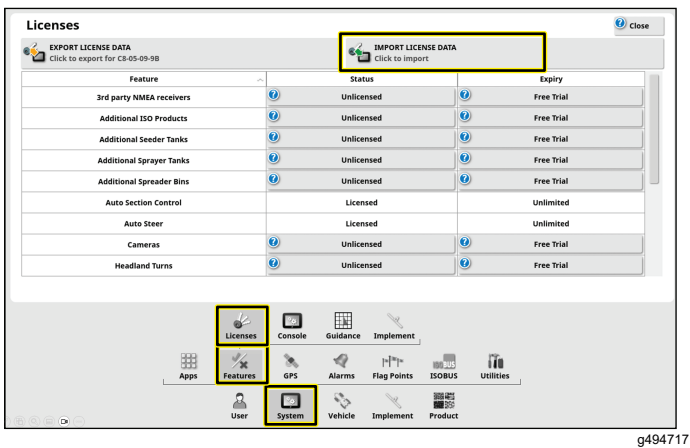 Licenses
Close
EXPORT LICENSE DATA
Click to export for C8-05-09-9B
IMPORT LICENSE DATA
Click to import
Feature Status Expiry
3rd party NMEA receivers Unlicensed Free Trial
Additional ISO Products Unlicensed Free Trial
Additional Seeder Tanks Unlicensed Free Trial
Additional Sprayer Tanks Unlicensed Free Trial
Additional Spreader Bins Unlicensed Free Trial
Auto Section Control Licensed Unlimited
Auto Steer Licensed Unlimited
Cameras Unlicensed Free Trial
Headland Turns Unlicensed Free Trial
Licenses Console Guidance Implement
Apps Features GPS Alarms Flag Points ISOBUS Utilities
User System Vehicle Implement Product
g494717